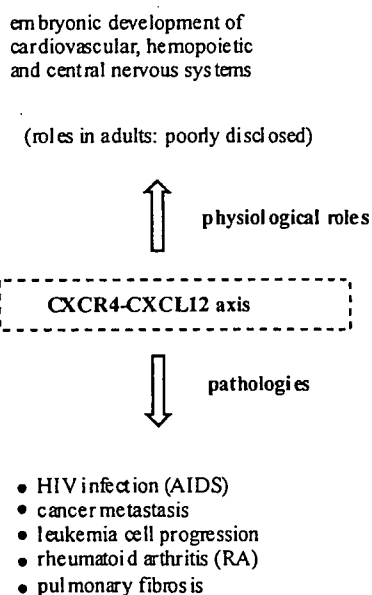 embryonic development of
cardiovascular, hemopoietic
and central nervous systems
(roles in adults: poorly disclosed)
physiological roles
CXCR4-CXCL12 axis
pathologies
• HIV infection (AIDS)
• cancer metastasis
• leukemia cell progression
• rheumatoid arthritis (RA)
• pulmonary fibrosis